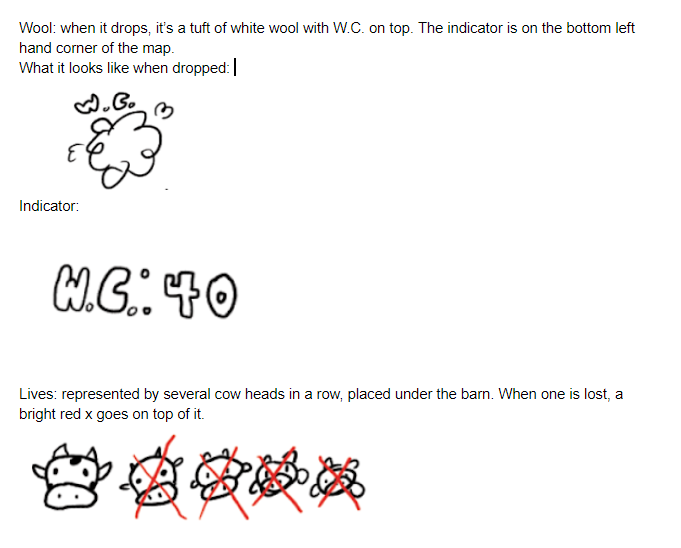 Wool: when it drops, it's a tuft of white wool with W.C. on top. The indicator is on the bottom left
hand corner of the map.
What it looks like when dropped:
W.C.
Indicator:
W.C.: 40
Lives: represented by several cow heads in a row, placed under the barn. When one is lost, a
bright red x goes on top of it.